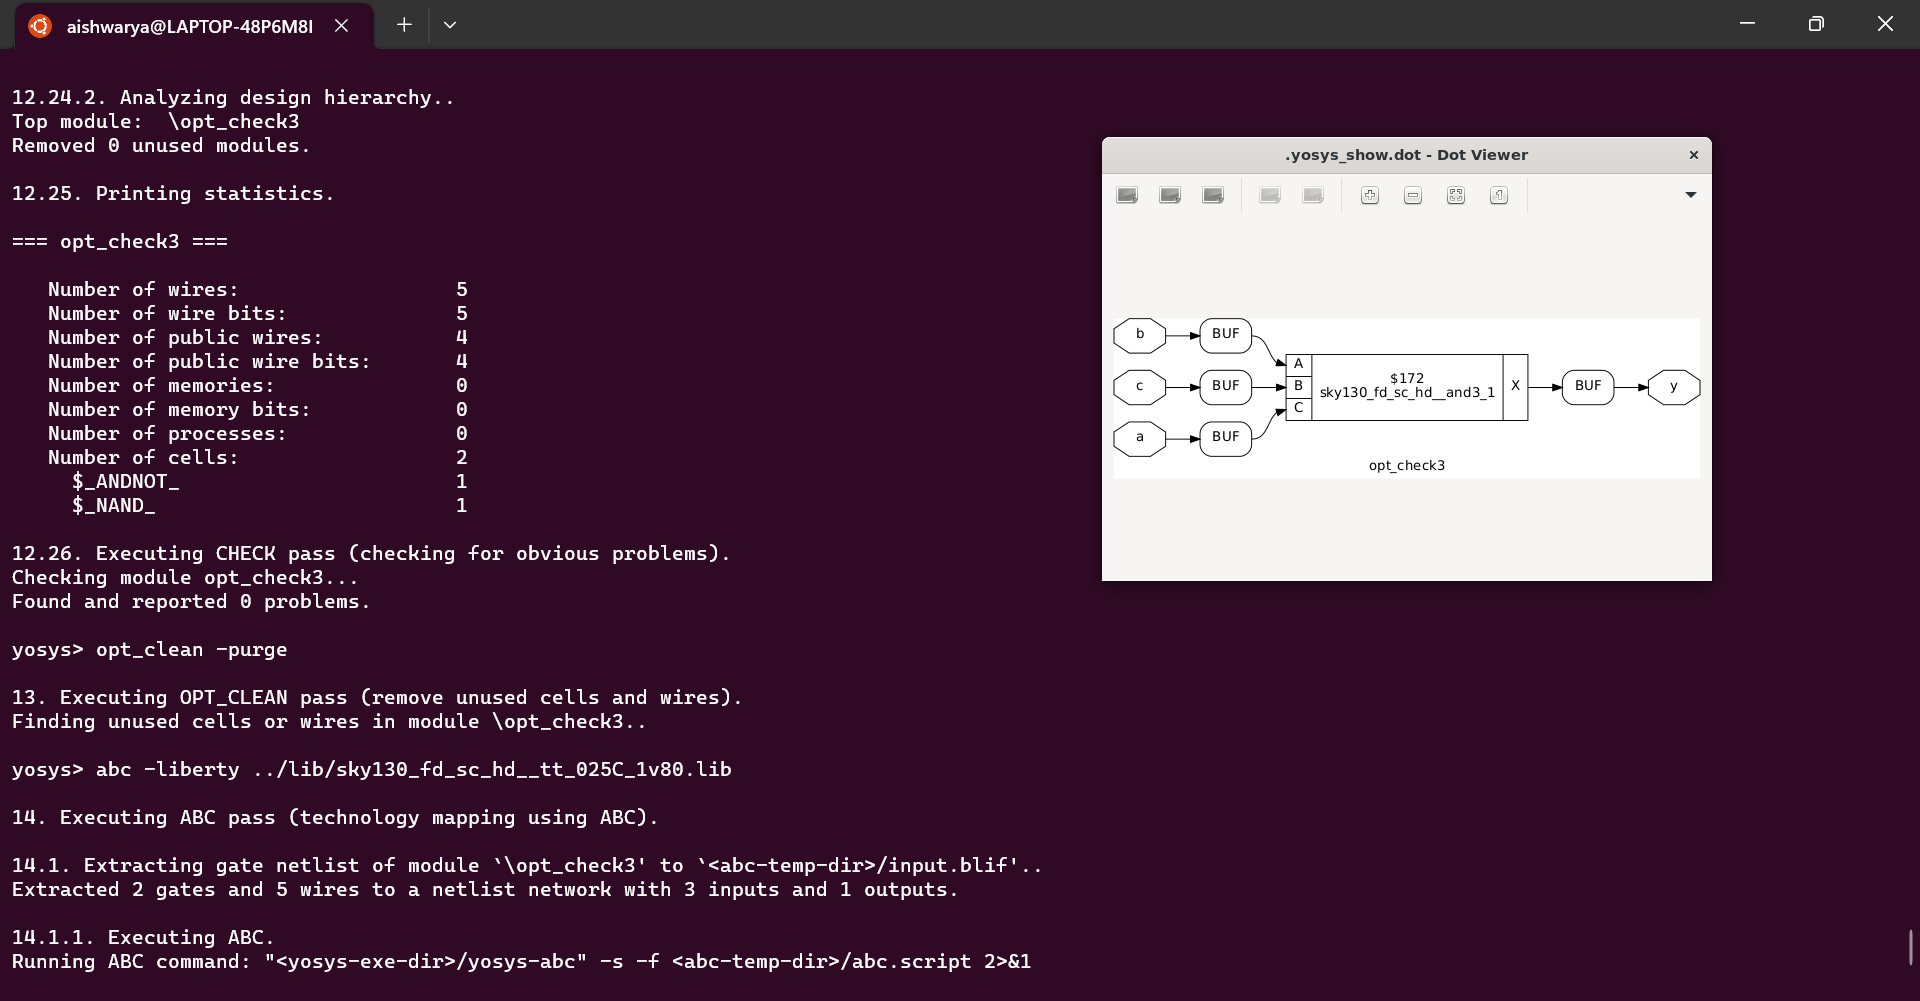 aishwarya@LAPTOP-48P6M8I
12.24.2. Analyzing design hierarchy..
Top module:  \opt_check3
Removed 0 unused modules.
12.25. Printing statistics.
=== opt_check3 ===
Number of wires: 5
Number of wire bits: 5
Number of public wires: 4
Number of public wire bits: 4
Number of memories: 0
Number of memory bits: 0
Number of processes: 0
Number of cells: 2
$_ANDNOT_ 1
$_NAND_ 1
12.26. Executing CHECK pass (checking for obvious problems).
Checking module opt_check3...
Found and reported 0 problems.
yosys> opt_clean -purge
13. Executing OPT_CLEAN pass (remove unused cells and wires).
Finding unused cells or wires in module \opt_check3..
yosys> abc -liberty ../lib/sky130_fd_sc_hd__tt_025C_1v80.lib
14. Executing ABC pass (technology mapping using ABC).
14.1. Extracting gate netlist of module `\opt_check3' to `<abc-temp-dir>/input.blif'..
Extracted 2 gates and 5 wires to a netlist network with 3 inputs and 1 outputs.
14.1.1. Executing ABC.
Running ABC command: "<yosys-exe-dir>/yosys-abc" -s -f <abc-temp-dir>/abc.script 2>&1
.yosys_show.dot - Dot Viewer
b BUF
A
c BUF
B
$172
sky130_fd_sc_hd__and3_1
X
BUF
y
C
a BUF
opt_check3